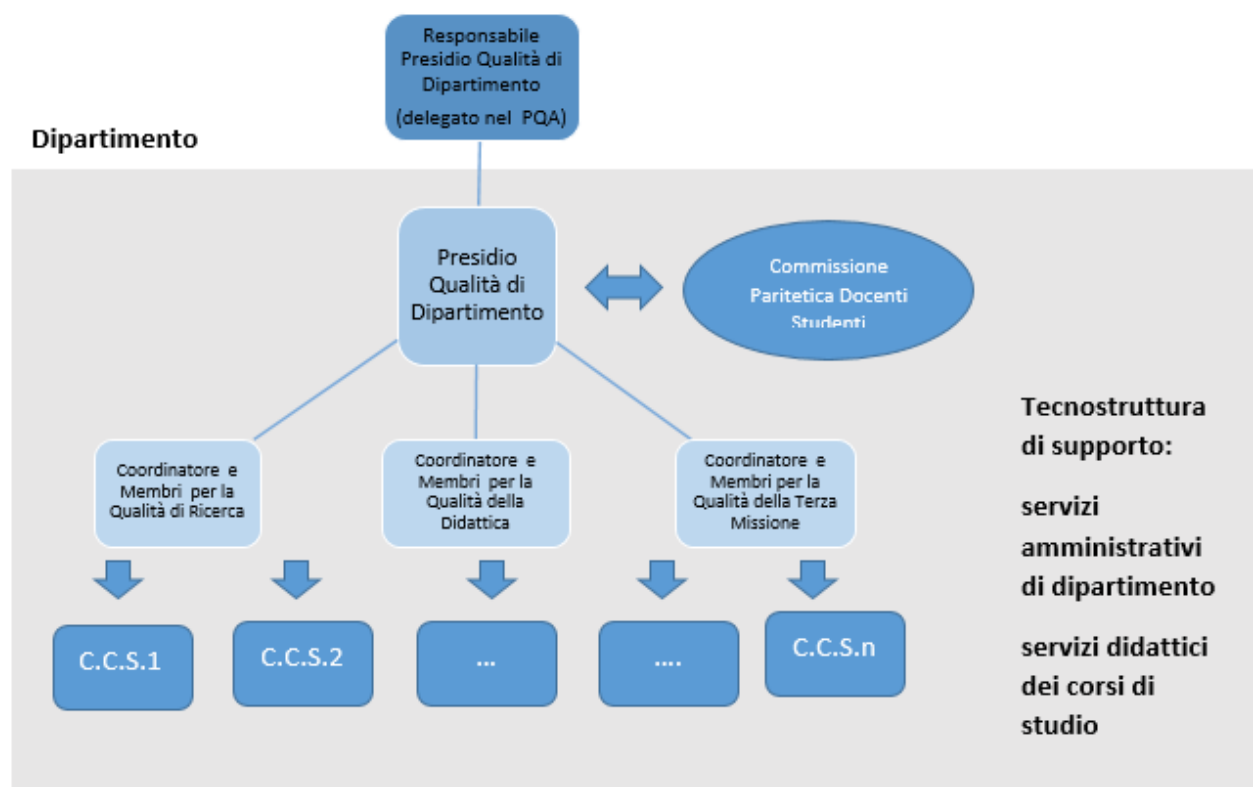 Responsabile
Presidio Qualità di
Dipartimento
(delegato nel PQA)
Dipartimento
Presidio
Qualità di
Dipartimento
Commissione
Paritetica Docenti
Studenti
Coordinatore e
Membri per la
Qualità di Ricerca
Coordinatore e
Membri per la
Qualità della
Didattica
Coordinatore e
Membri per la
Qualità della Terza
Missione
Tecnostruttura
di supporto:
servizi
amministrativi
di dipartimento
servizi didattici
dei corsi di
studio
C.C.S.1
C.C.S.2
...
....
C.C.S.n